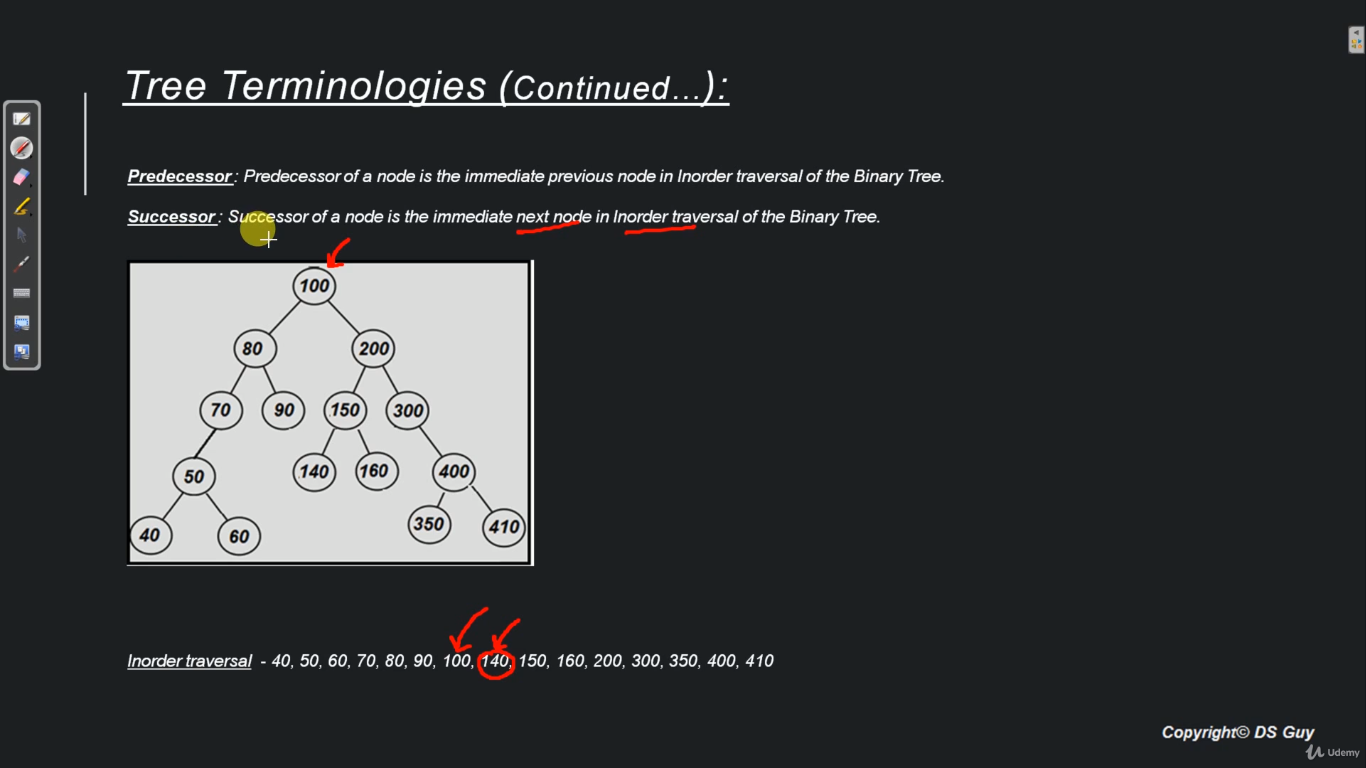 Tree Terminologies (Continued...):
Predecessor : Predecessor of a node is the immediate previous node in Inorder traversal of the Binary Tree.
Successor : Successor of a node is the immediate next node in Inorder traversal of the Binary Tree.
100
80 200
70 90 150 300
50 140 160 400
40 60 350 410
Inorder traversal - 40, 50, 60, 70, 80, 90, 100, 140, 150, 160, 200, 300, 350, 400, 410
Copyright© DS Guy
Udemy